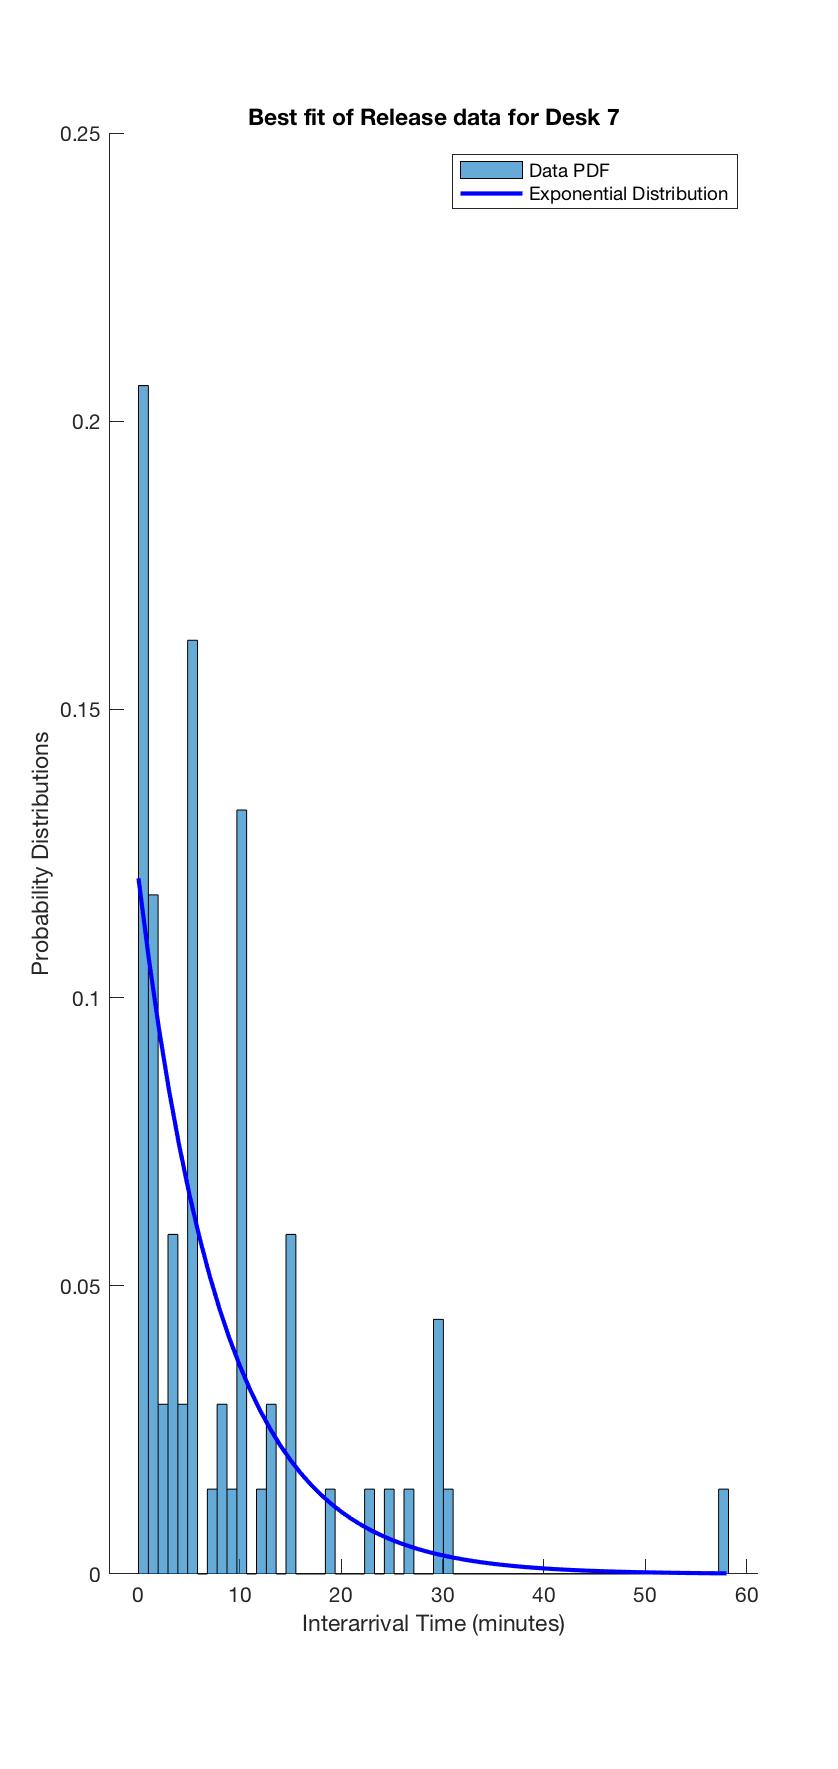 Best fit of Release data for Desk 7
Data PDF
Exponential Distribution
0.25
0.2
0.15
0.1
0.05
0
Probability Distributions
0 10 20 30 40 50 60
Interarrival Time (minutes)